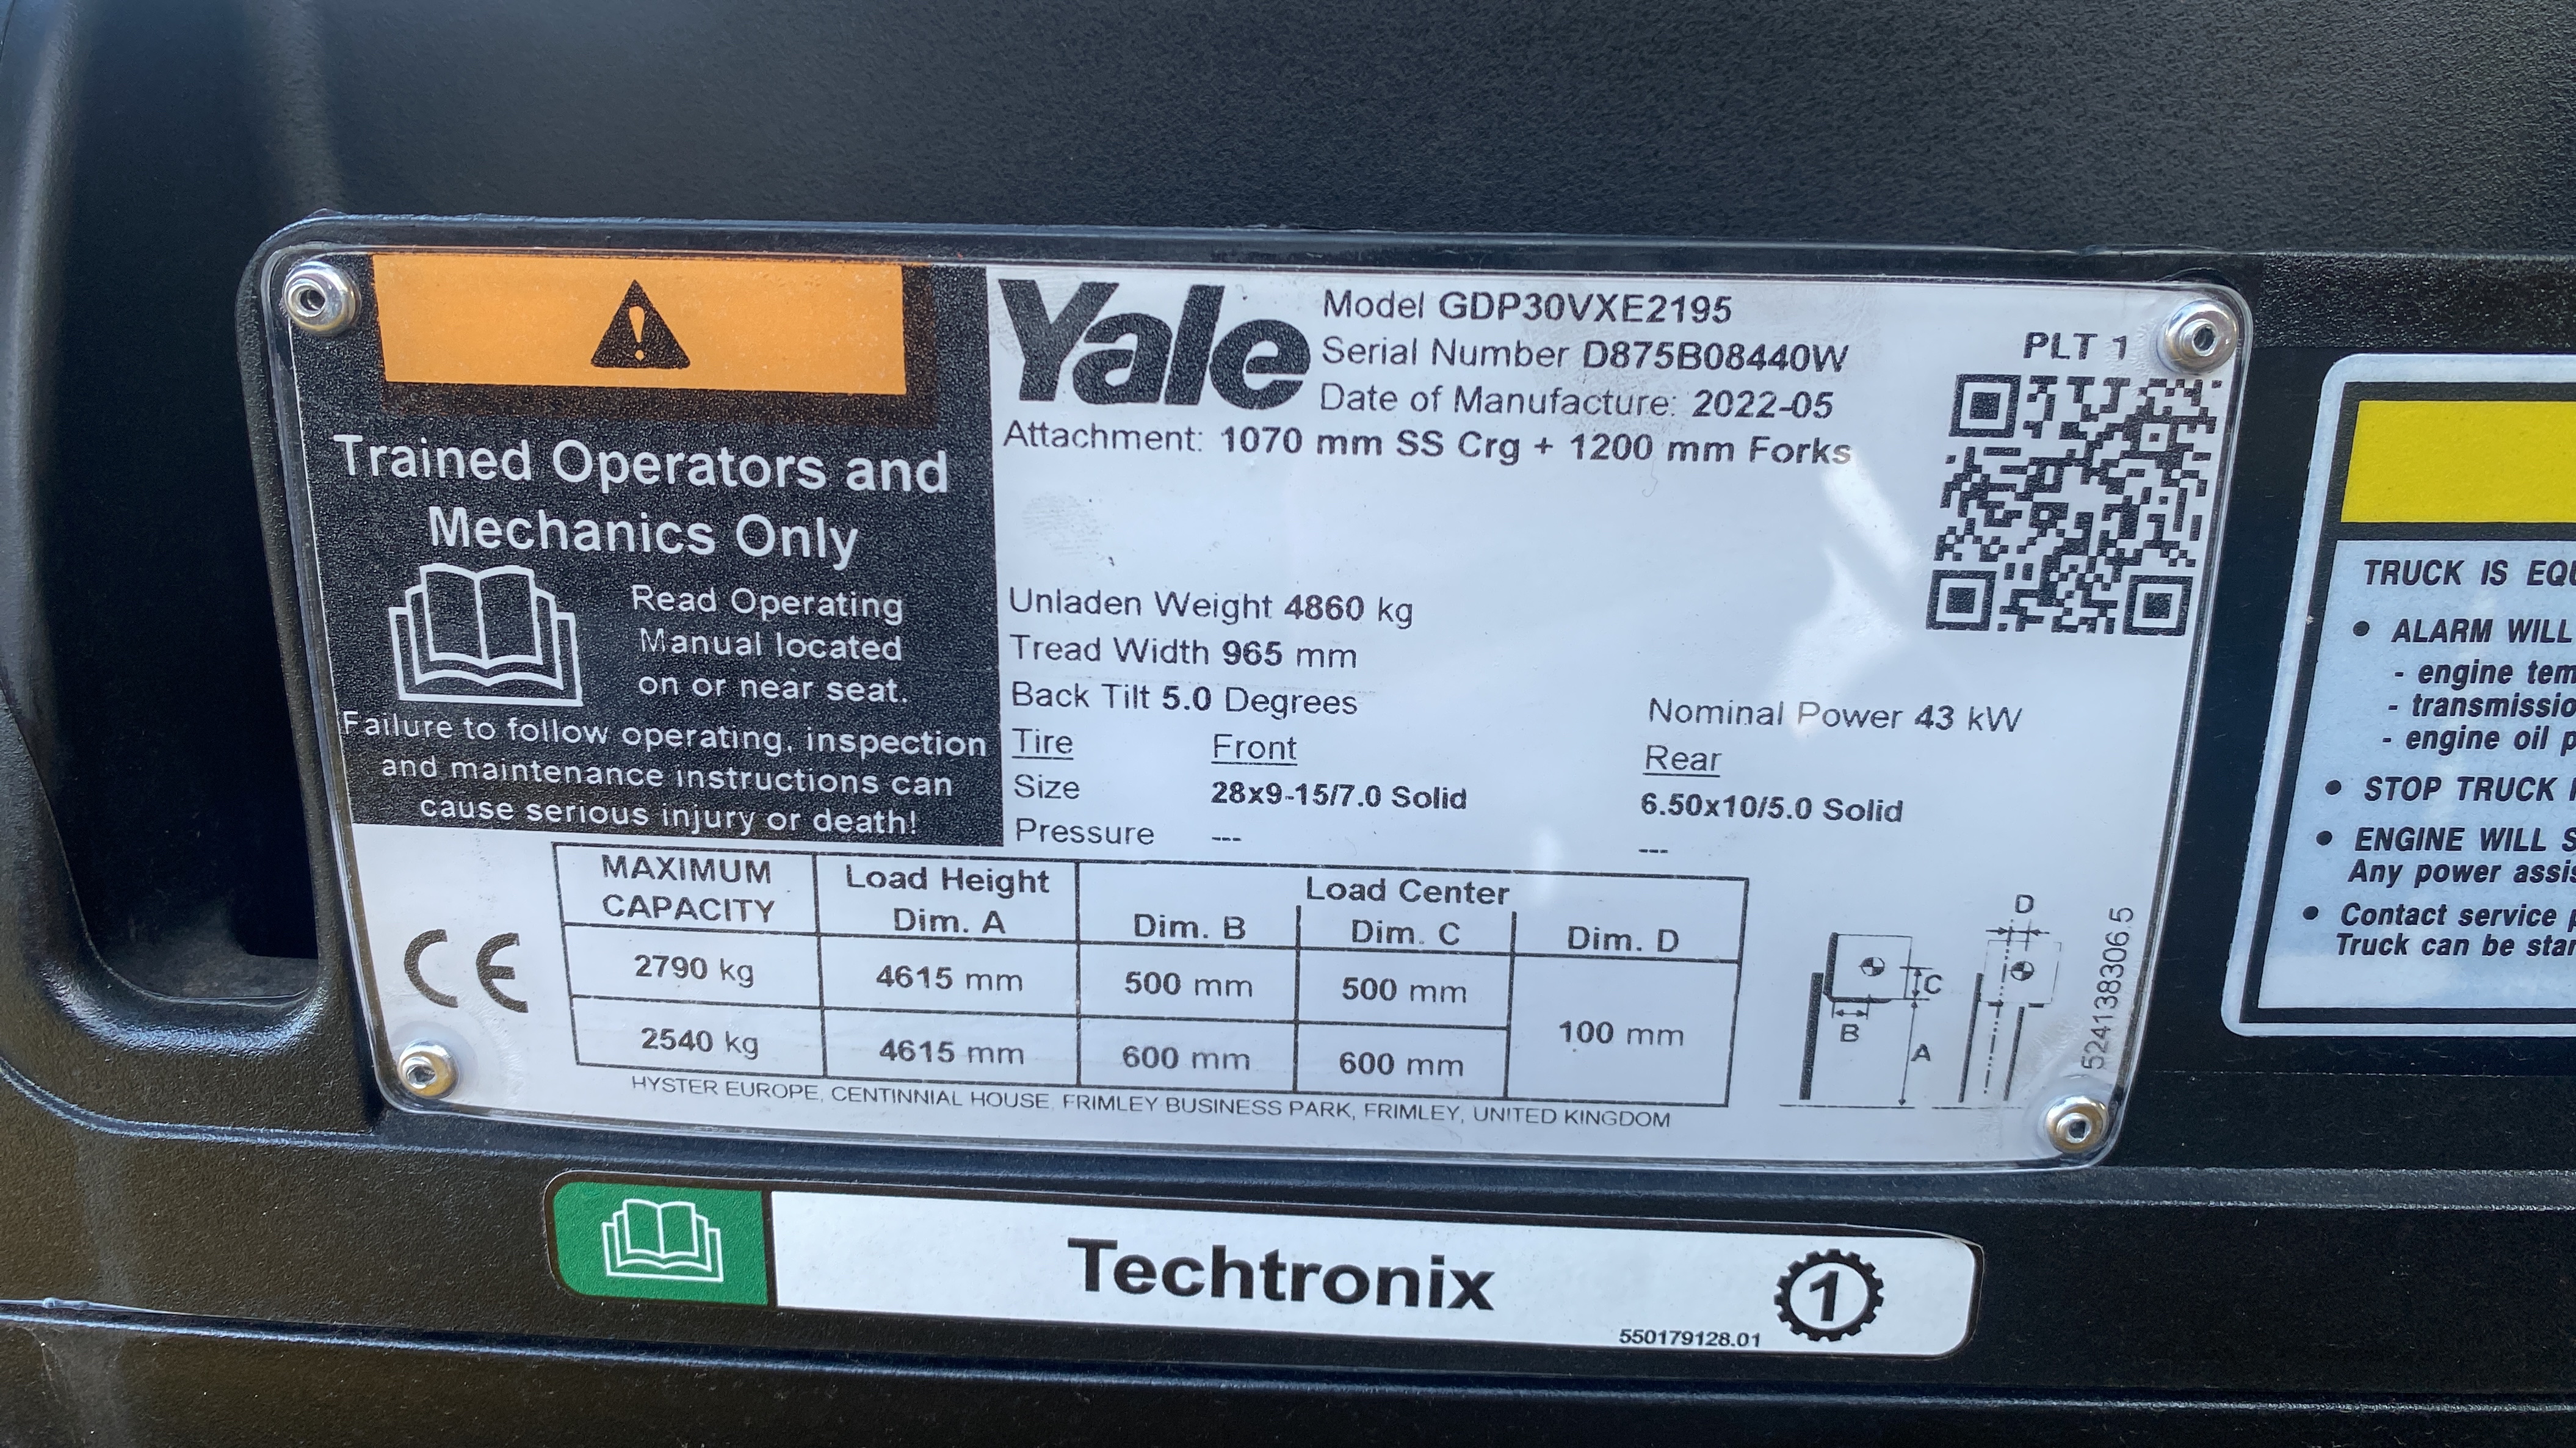 Trained Operators and
Mechanics Only
Read Operating
Manual located
on or near seat.
Failure to follow operating, inspection
and maintenance instructions can
cause serious injury or death!
Yale
Model GDP30VXE2195
Serial Number D875B08440W
Date of Manufacture: 2022-05
Attachment: 1070 mm SS Crg + 1200 mm Forks
PLT 1
Unladen Weight 4860 kg
Tread Width 965 mm
Back Tilt 5.0 Degrees
Nominal Power 43 kW
Tire Front Rear
Size 28x9-15/7.0 Solid 6.50x10/5.0 Solid
Pressure --- ---
MAXIMUM CAPACITY Load Height Dim. A Load Center
Dim. B Dim. C Dim. D
2790 kg 4615 mm 500 mm 500 mm 100 mm
2540 kg 4615 mm 600 mm 600 mm
CE
HYSTER EUROPE, CENTINNIAL HOUSE, FRIMLEY BUSINESS PARK, FRIMLEY, UNITED KINGDOM
B C A D
524138306.5
Techtronix 1
550179128.01
TRUCK IS
• ALARM WILL
- engine
-
- engine oil
• STOP TRUCK
• ENGINE WILL
Any power
• Contact service
Truck can be